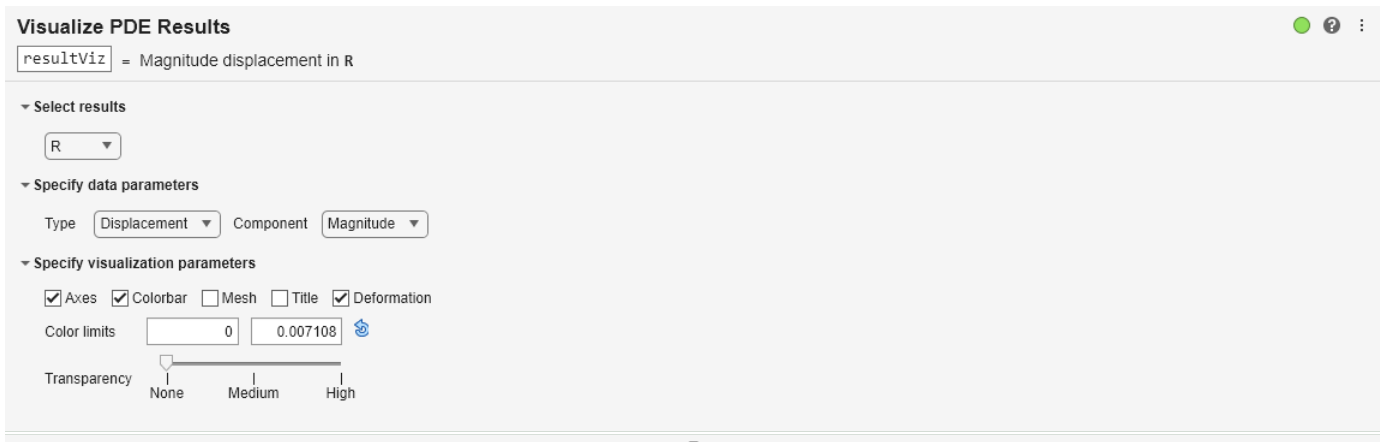 Visualize PDE Results
resultViz = Magnitude displacement in R
Select results
R
Specify data parameters
Type Displacement Component Magnitude
Specify visualization parameters
Axes Colorbar Mesh Title Deformation
Color limits 0 0.007108
Transparency
None Medium High